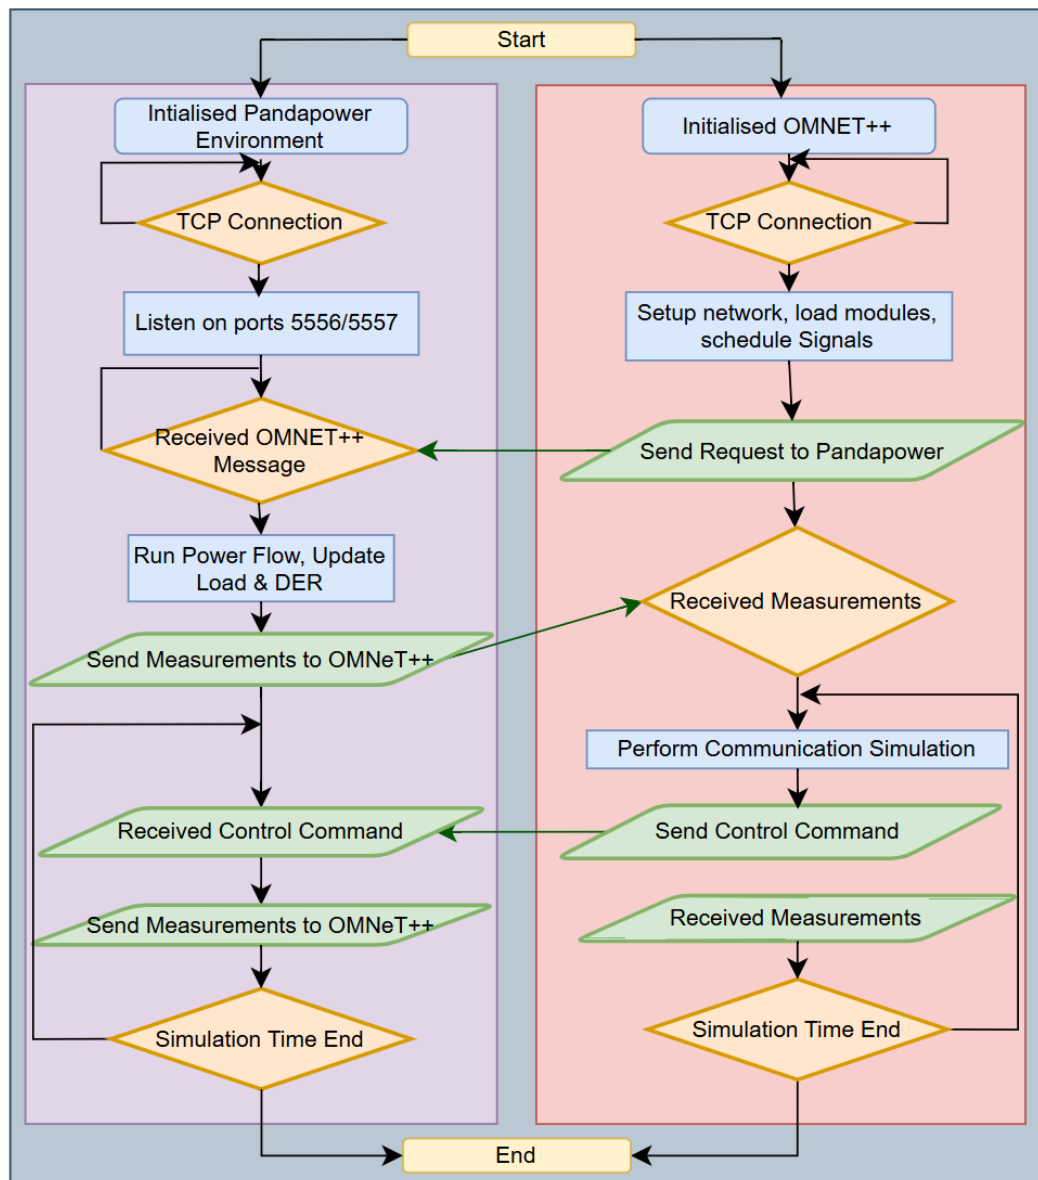 Start
Intialised Pandapower
Environment
TCP Connection
Listen on ports 5556/5557
Received OMNET++
Message
Run Power Flow, Update
Load & DER
Send Measurements to OMNeT++
Received Control Command
Send Measurements to OMNeT++
Simulation Time End
Initialised OMNET++
TCP Connection
Setup network, load modules,
schedule Signals
Send Request to Pandapower
Received Measurements
Perform Communication Simulation
Send Control Command
Received Measurements
Simulation Time End
End